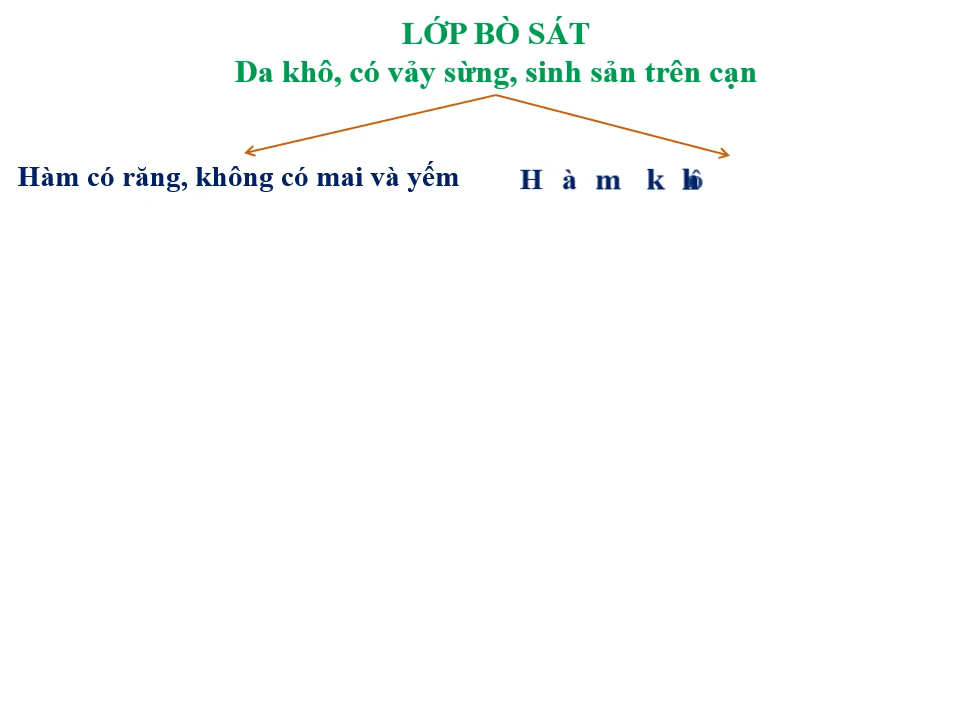 LỚP BÒ SÁT
Da khô, có vảy sừng, sinh sản trên cạn
Hàm có răng, không có mai và yếm
Hàm khô